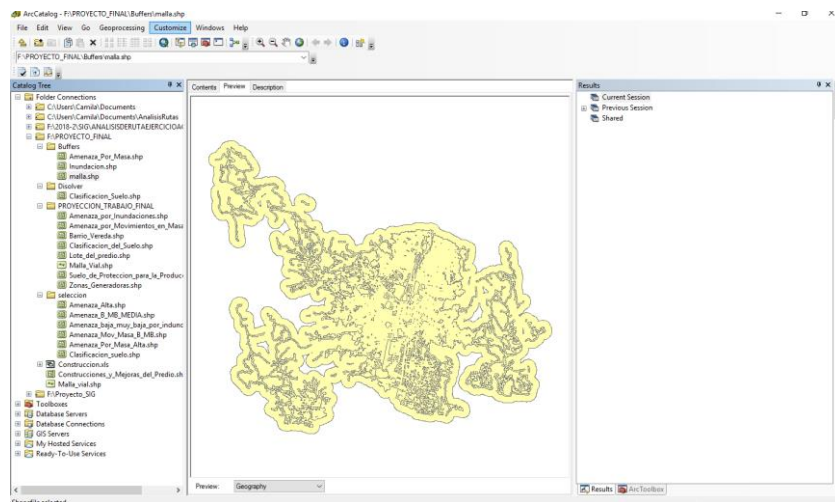 ArcCatalog - F:\PROYECTO_FINAL\Buffers\malla.shp
File Edit View Go Geoprocessing Customize Windows Help
F:\PROYECTO_FINAL\Buffers\malla.shp
Catalog Tree
Folder Connections
C:\Users\Camila\Documents
C:\Users\Camila\Documents\AnalisisRutas
F:\2018-2\SIG\ANALISISDERUTAEJERCICIOA
F:\PROYECTO_FINAL
Buffers
Amenaza_Por_Masa.shp
Inundacion.shp
malla.shp
Disolver
Clasificacion_Suelo.shp
PROYECCION_TRABAJO_FINAL
Amenaza_por_Inundaciones.shp
Amenaza_por_Movimientos_en_Masa
Barrio_Vereda.shp
Clasificacion_del_Suelo.shp
Lote_del_predio.shp
Malla_Vial.shp
Suelo_de_Proteccion_para_la_Produc
Zonas_Generadoras.shp
seleccion
Amenaza_Alta.shp
Amenaza_B_MB_MEDIA.shp
Amenaza_baja_muy_baja_por_indunc
Amenaza_Mov_Masa_B_MB.shp
Amenaza_Por_Masa_Alta.shp
Clasificacion_suelo.shp
Construccion.xls
Construcciones_y_Mejoras_del_Predio.sh
Malla_vial.shp
F:\Proyecto_SIG
Toolboxes
Database Servers
Database Connections
GIS Servers
My Hosted Services
Ready-To-Use Services
Contents Preview Description
Preview: Geography
Results
Current Session
Previous Session
Shared
Results ArcToolbox